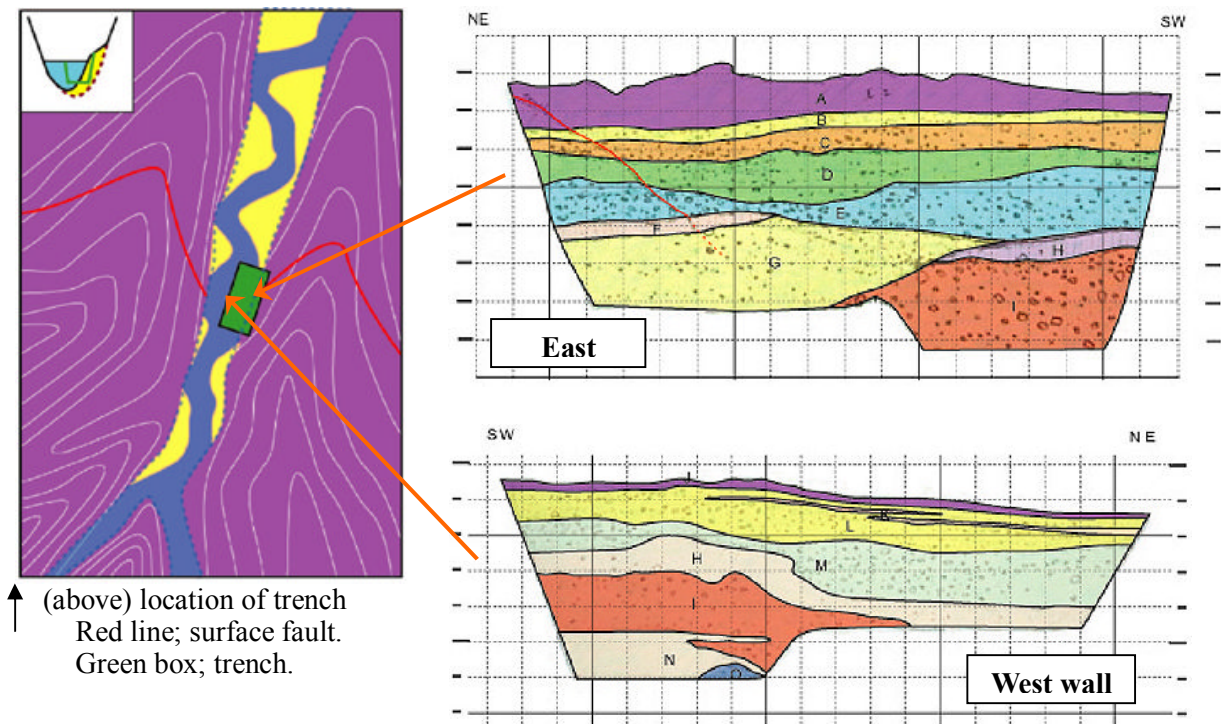 NE
SW
A
L
B
C
D
E
F
G
H
I
East
SW
NE
J
K
L
H
M
I
N
O
West wall
(above) location of trench
Red line; surface fault.
Green box; trench.